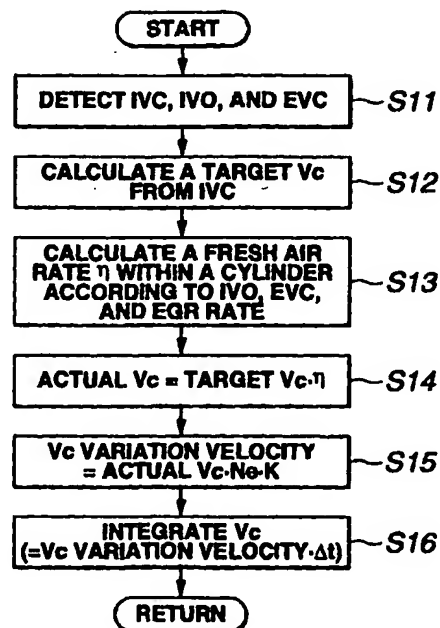 START
DETECT IVC, IVO, AND EVC
S11
CALCULATE A TARGET Vc
FROM IVC
S12
CALCULATE A FRESH AIR
RATE η WITHIN A CYLINDER
ACCORDING TO IVO, EVC,
AND EGR RATE
S13
ACTUAL Vc = TARGET Vc·η
S14
Vc VARIATION VELOCITY
= ACTUAL Vc·Ne·K
S15
INTEGRATE Vc
(=Vc VARIATION VELOCITY·Δt)
S16
RETURN